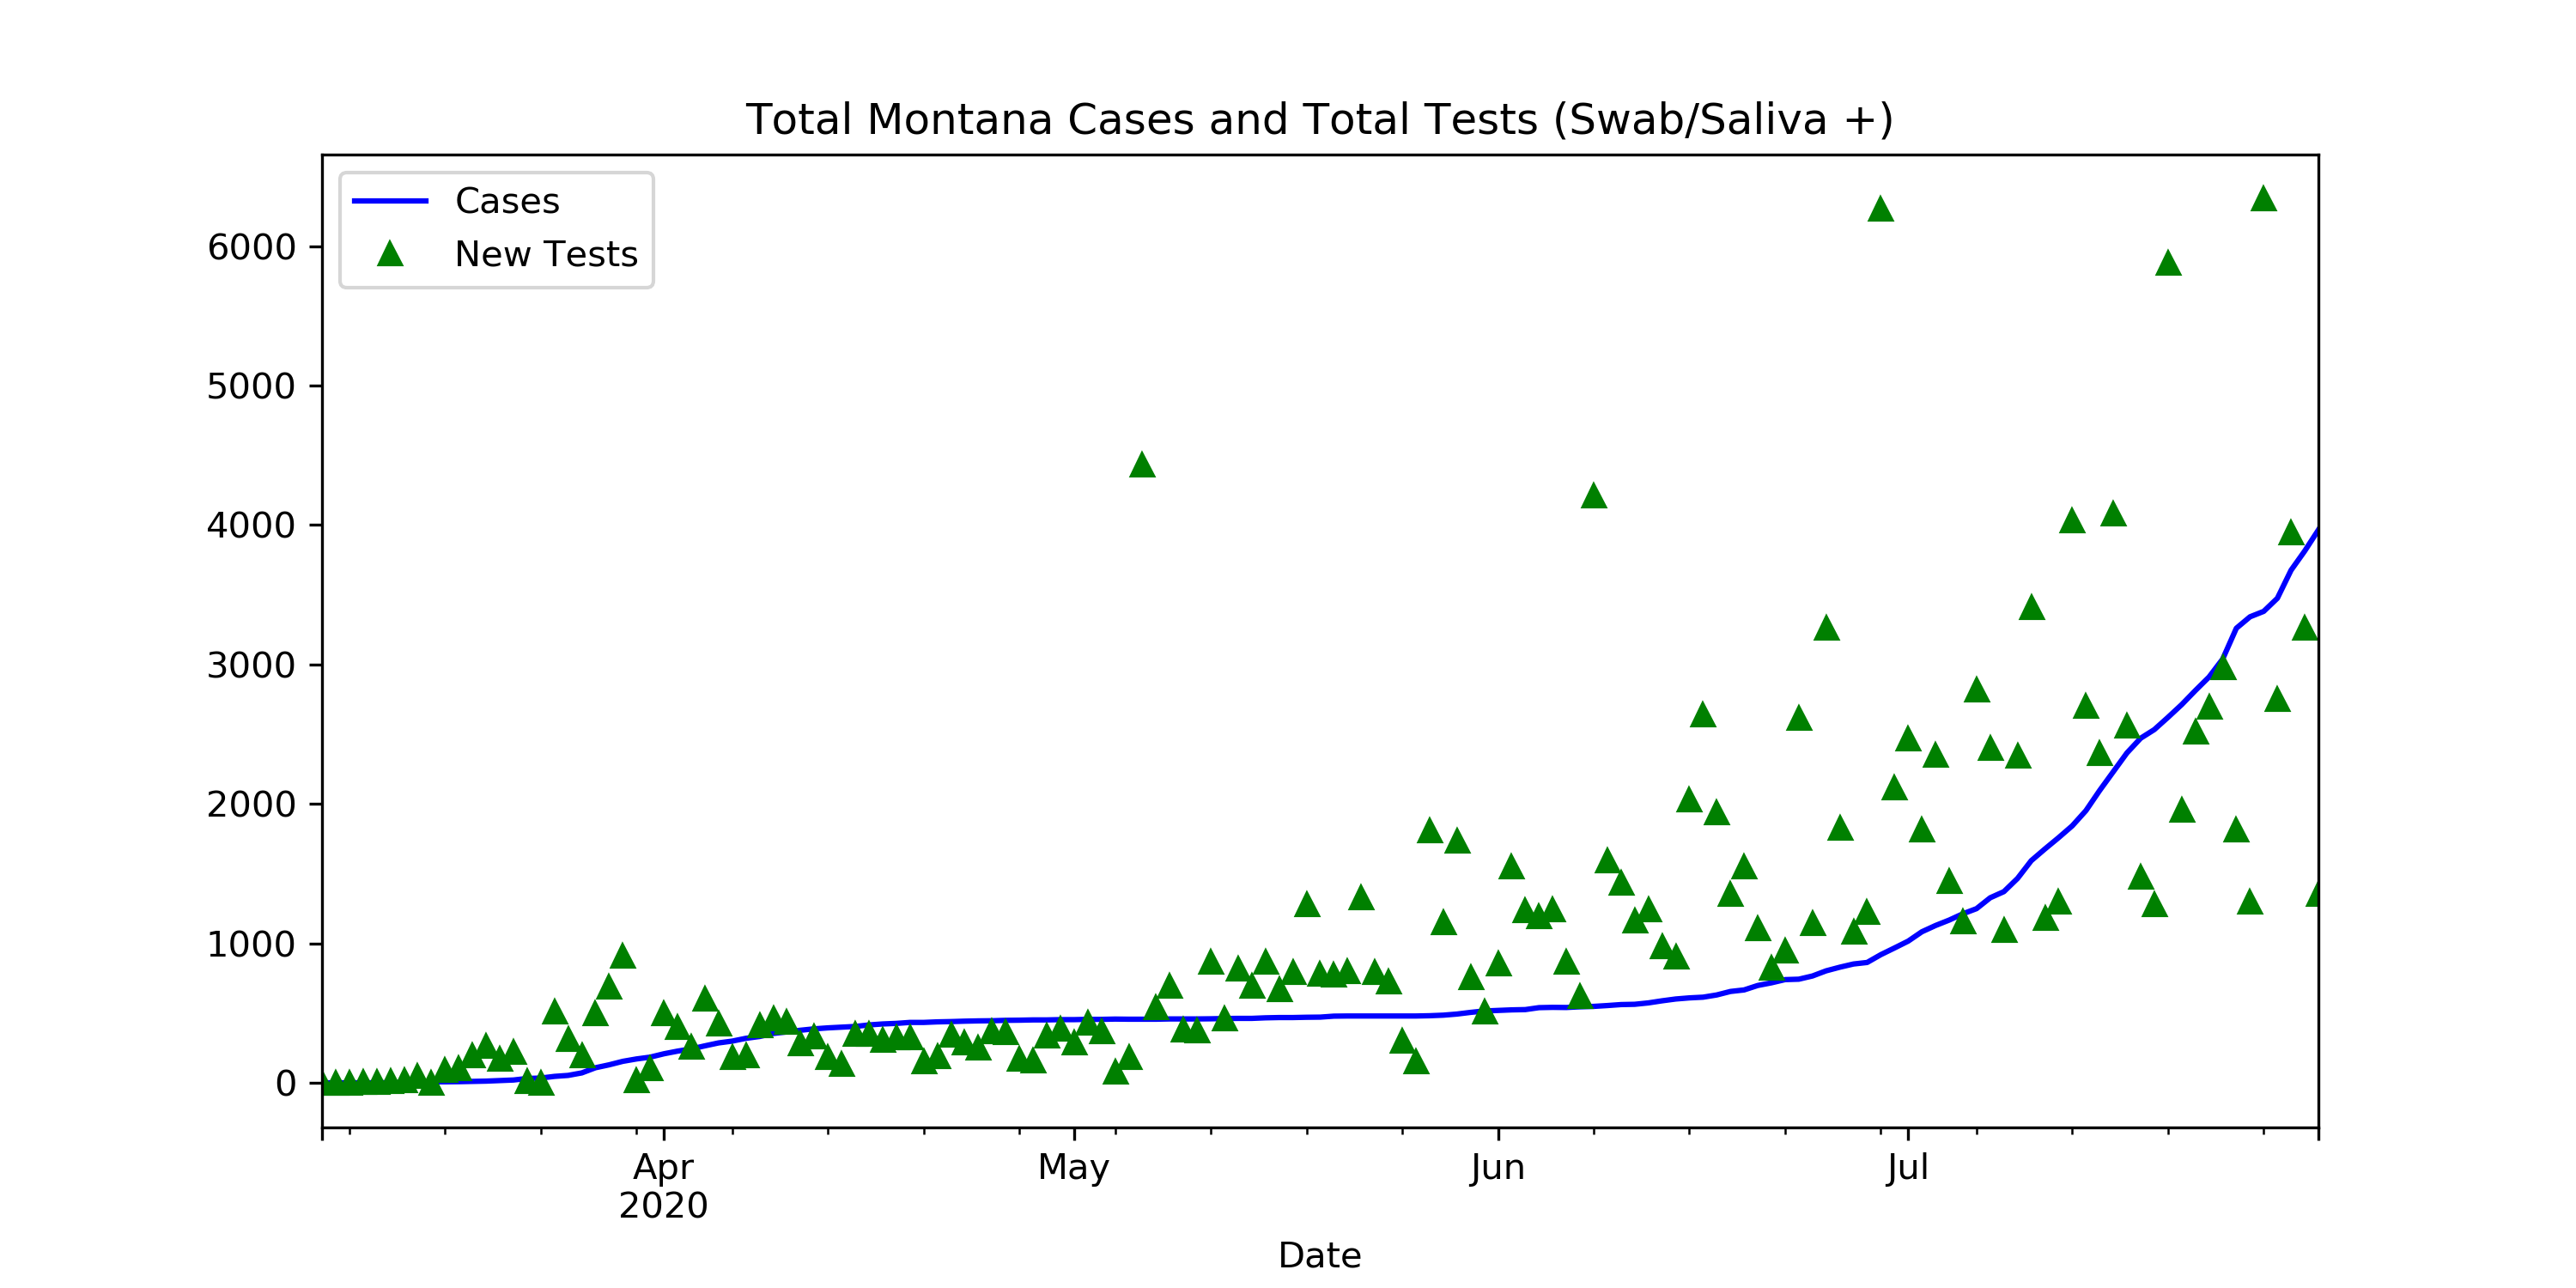 Total Montana Cases and Total Tests (Swab/Saliva +)
Cases
New Tests
6000
5000
4000
3000
2000
1000
0
Apr
2020
May
Jun
Jul
Date